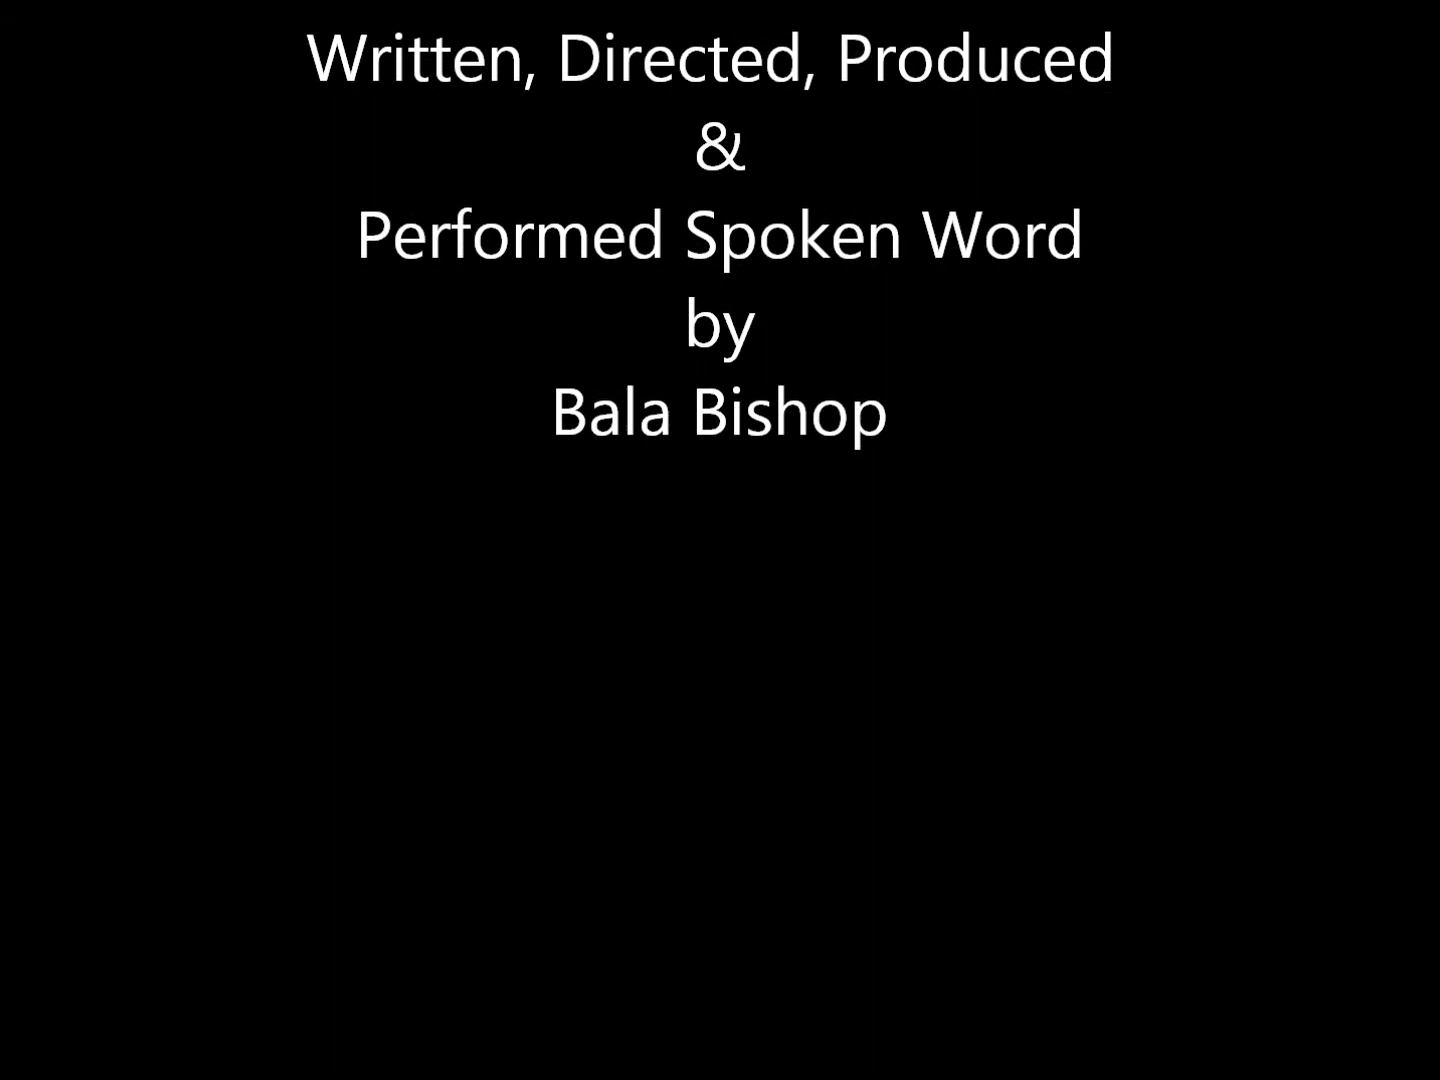 Written, Directed, Produced
&
Performed Spoken Word
by
Bala Bishop